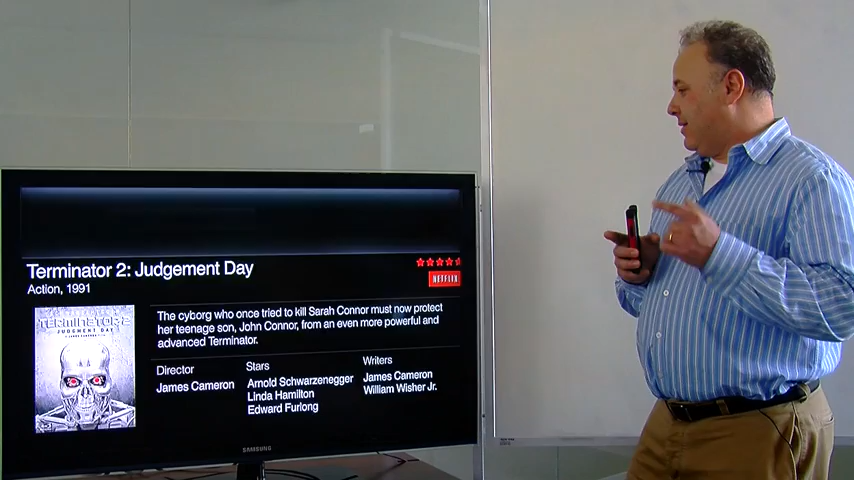 Terminator 2: Judgement Day
Action, 1991
NETFLIX
TERMINATOR 2
JUDGMENT DAY
The cyborg who once tried to kill Sarah Connor must now protect
her teenage son, John Connor, from an even more powerful and
advanced Terminator.
Director
James Cameron
Stars
Arnold Schwarzenegger
Linda Hamilton
Edward Furlong
Writers
James Cameron
William Wisher Jr.
SAMSUNG